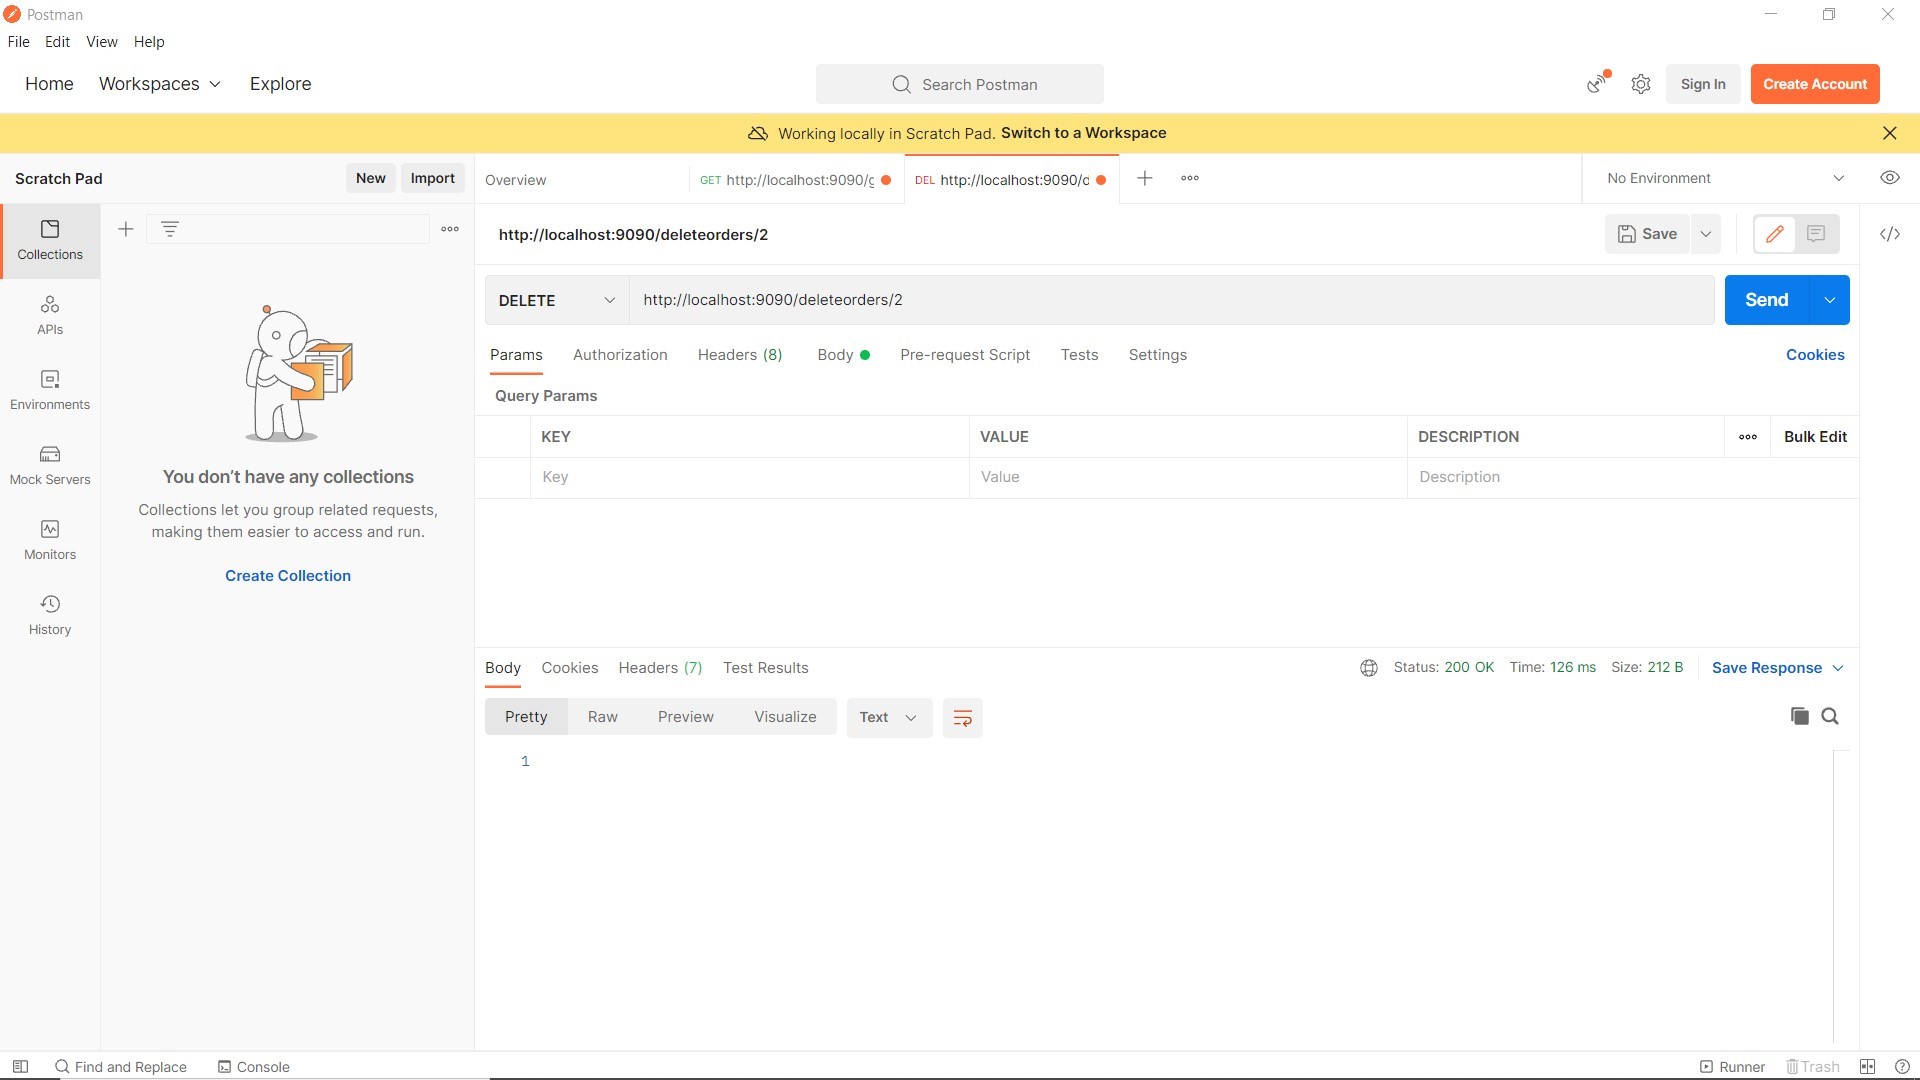 Postman
File Edit View Help
Home Workspaces Explore
Search Postman
Sign In
Create Account
Working locally in Scratch Pad. Switch to a Workspace
Scratch Pad
New
Import
Overview
GET http://localhost:9090/g
DEL http://localhost:9090/d
No Environment
Collections
APIs
Environments
Mock Servers
Monitors
History
You don’t have any collections
Collections let you group related requests,
making them easier to access and run.
Create Collection
http://localhost:9090/deleteorders/2
Save
DELETE
http://localhost:9090/deleteorders/2
Send
Params Authorization Headers (8) Body Pre-request Script Tests Settings
Cookies
Query Params
KEY VALUE DESCRIPTION
Bulk Edit
Key Value Description
Body Cookies Headers (7) Test Results
Status: 200 OK Time: 126 ms Size: 212 B
Save Response
Pretty Raw Preview Visualize
Text
1
Find and Replace
Console
Runner
Trash